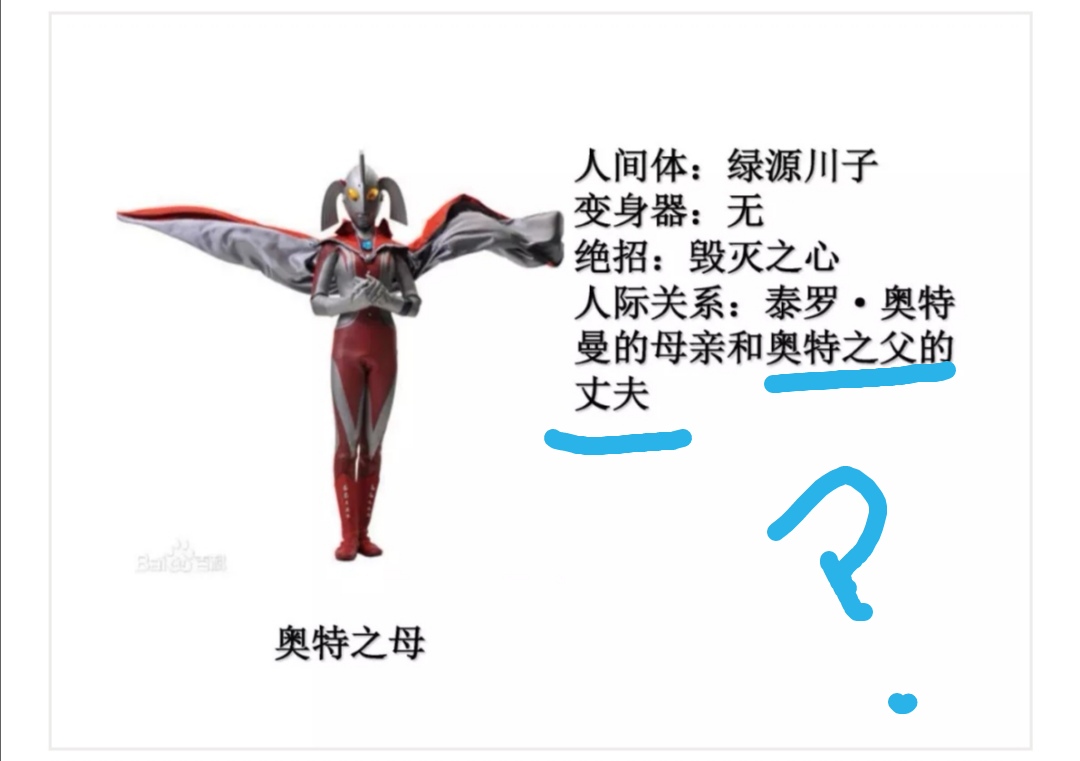 人间体：绿源川子
变身器：无
绝招：毁灭之心
人际关系：泰罗·奥特
曼的母亲和奥特之父的
丈夫
?
Baidu百科
奥特之母